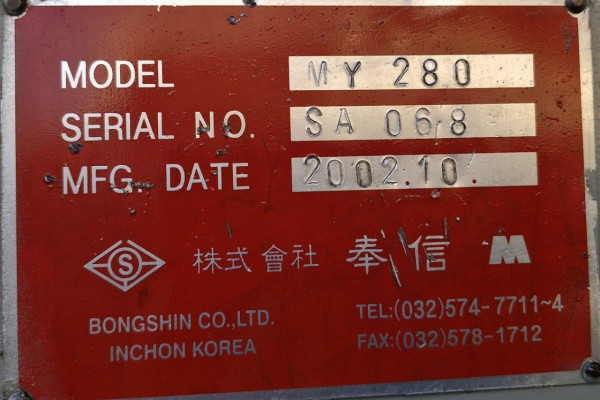 MODEL MY 280
SERIAL NO. SA 068
MFG. DATE 2002.10.
S 株式會社 奉信 M
BONGSHIN CO.,LTD.
INCHON KOREA
TEL:(032)574-7711~4
FAX:(032)578-1712